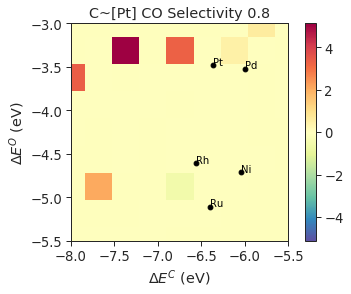 C~[Pt] CO Selectivity 0.8
−3.0
−3.5
−4.0
−4.5
−5.0
−5.5
ΔE^O (eV)
Pt
Pd
Rh
Ni
Ru
−8.0 −7.5 −7.0 −6.5 −6.0 −5.5
ΔE^C (eV)
4
2
0
−2
−4